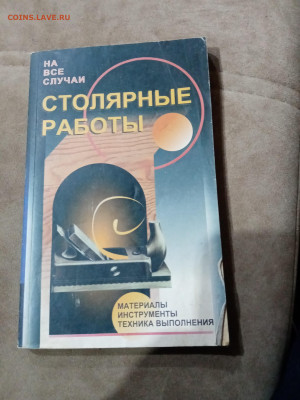 COINS.LAVE.RU
НА
ВСЕ
СЛУЧАИ
СТОЛЯРНЫЕ
РАБОТЫ
МАТЕРИАЛЫ
ИНСТРУМЕНТЫ
ТЕХНИКА ВЫПОЛНЕНИЯ